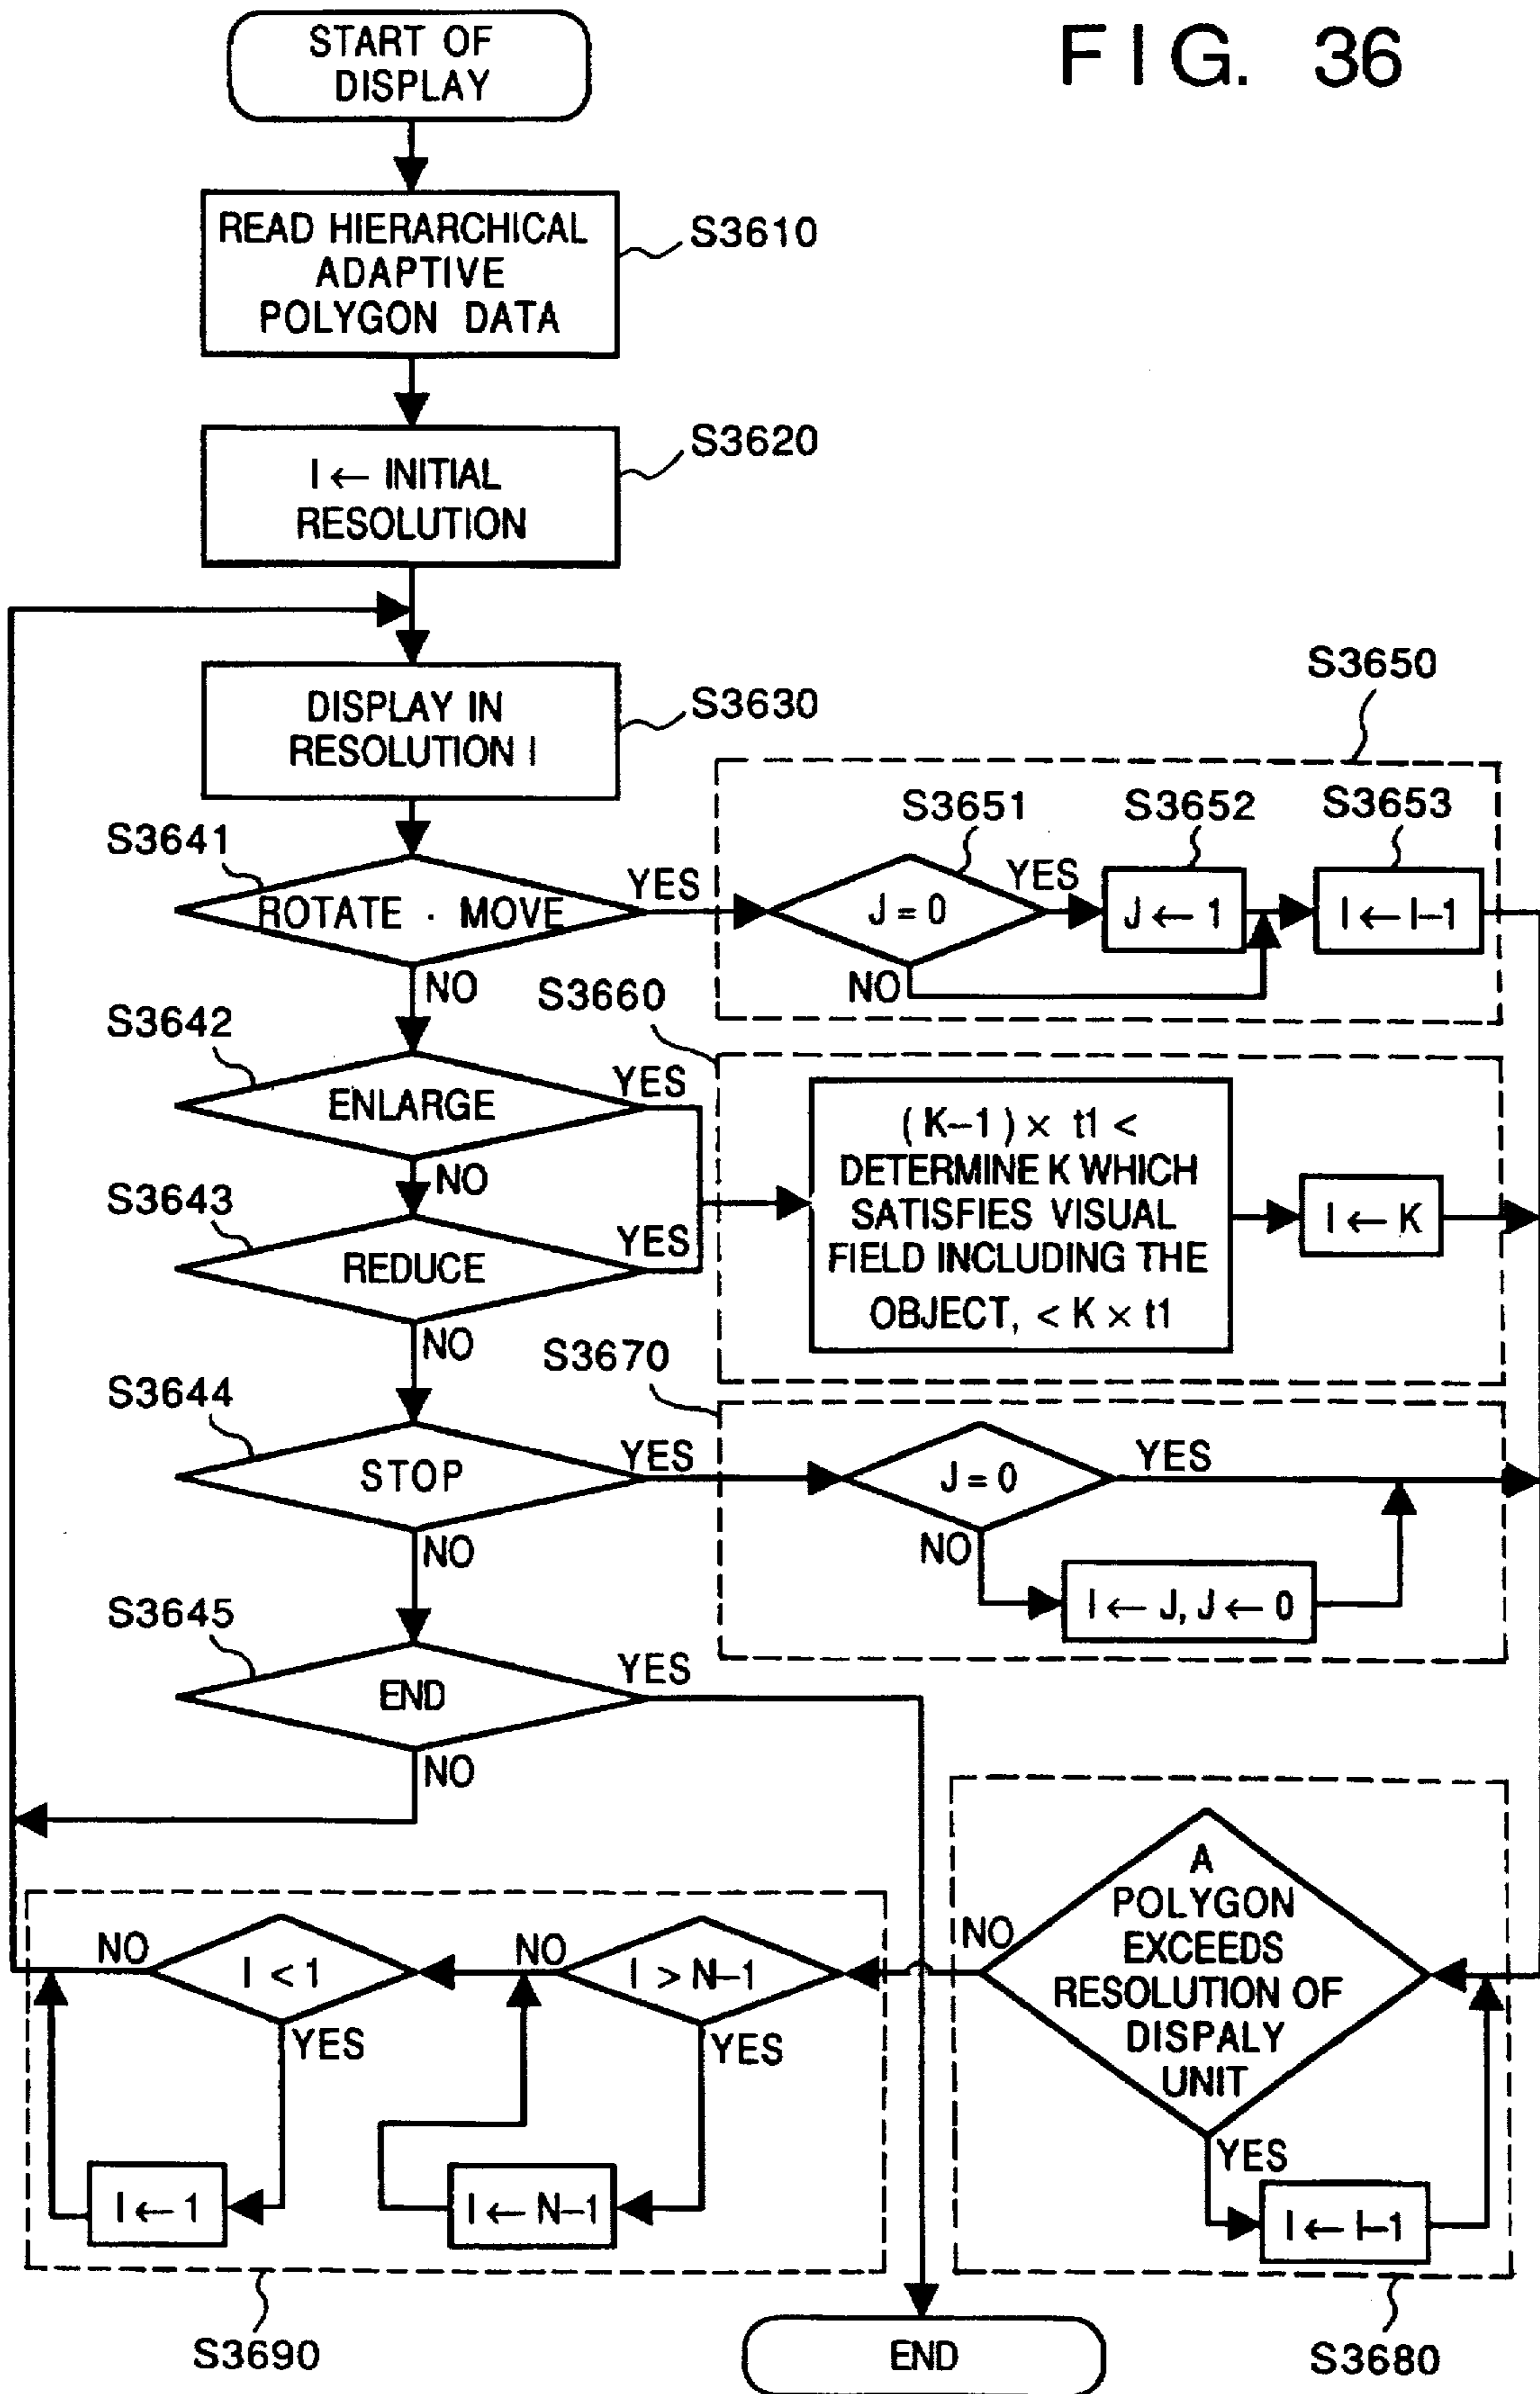 FIG. 36
START OF
DISPLAY
READ HIERARCHICAL
ADAPTIVE
POLYGON DATA
S3610
I ← INITIAL
RESOLUTION
S3620
DISPLAY IN
RESOLUTION I
S3630
S3650
S3641
ROTATE · MOVE
YES
NO
S3651
J = 0
YES
NO
S3652
J ← 1
S3653
I ← I-1
S3642
ENLARGE
YES
NO
S3660
(K-1) × t1 <
DETERMINE K WHICH
SATISFIES VISUAL
FIELD INCLUDING THE
OBJECT, < K × t1
I ← K
S3643
REDUCE
YES
NO
S3670
S3644
STOP
YES
NO
J = 0
YES
NO
I ← J, J ← 0
S3645
END
YES
NO
A
POLYGON
EXCEEDS
RESOLUTION OF
DISPALY
UNIT
NO
YES
I ← I-1
S3680
I > N-1
NO
YES
I ← N-1
I < 1
NO
YES
I ← 1
S3690
END